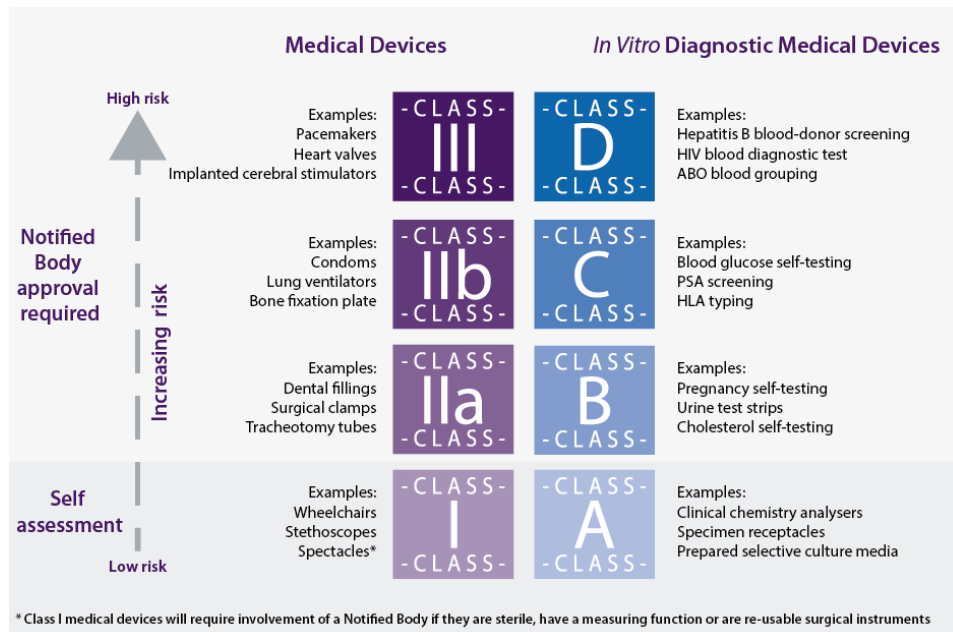 Medical Devices
In Vitro Diagnostic Medical Devices
High risk
Examples:
Pacemakers
Heart valves
Implanted cerebral stimulators
-CLASS-
III
-CLASS-
-CLASS-
D
-CLASS-
Examples:
Hepatitis B blood-donor screening
HIV blood diagnostic test
ABO blood grouping
Notified
Body
approval
required
Increasing risk
Examples:
Condoms
Lung ventilators
Bone fixation plate
-CLASS-
IIb
-CLASS-
-CLASS-
C
-CLASS-
Examples:
Blood glucose self-testing
PSA screening
HLA typing
Examples:
Dental fillings
Surgical clamps
Tracheotomy tubes
-CLASS-
IIa
-CLASS-
-CLASS-
B
-CLASS-
Examples:
Pregnancy self-testing
Urine test strips
Cholesterol self-testing
Self
assessment
Low risk
Examples:
Wheelchairs
Stethoscopes
Spectacles*
-CLASS-
I
-CLASS-
-CLASS-
A
-CLASS-
Examples:
Clinical chemistry analysers
Specimen receptacles
Prepared selective culture media
* Class I medical devices will require involvement of a Notified Body if they are sterile, have a measuring function or are re-usable surgical instruments